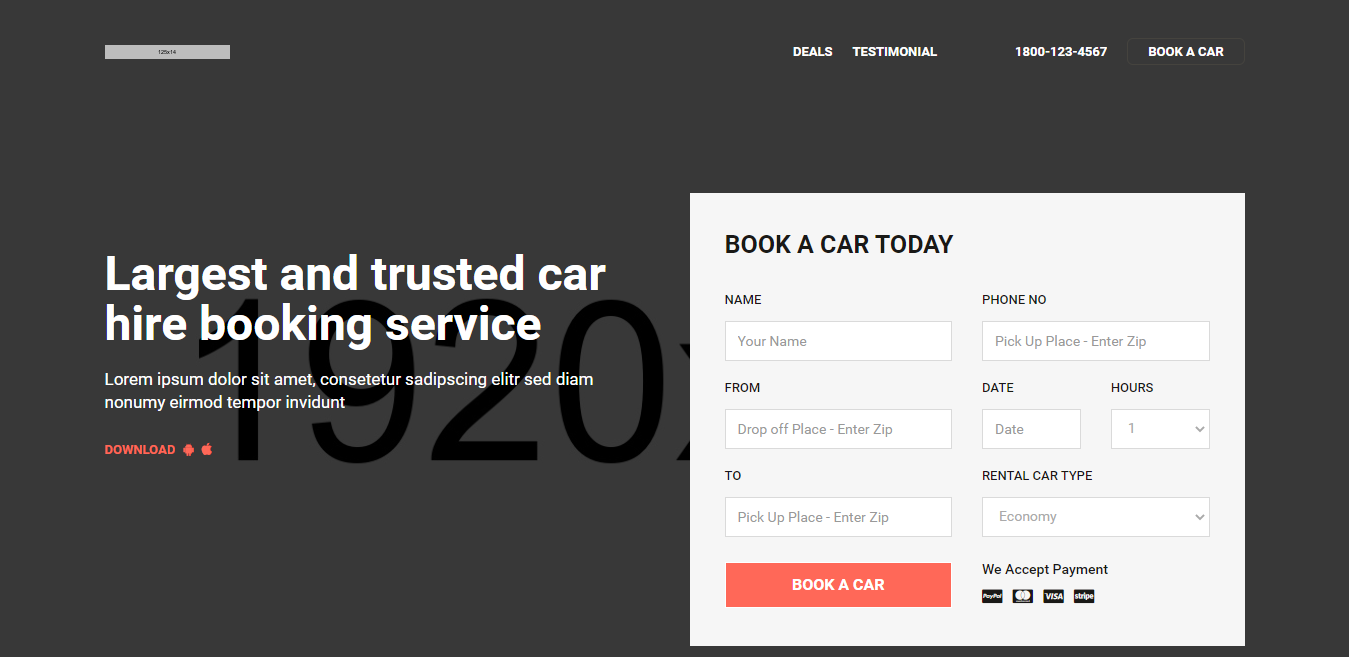 125x14
DEALS TESTIMONIAL 1800-123-4567 BOOK A CAR
Largest and trusted car
hire booking service
Lorem ipsum dolor sit amet, consetetur sadipscing elitr sed diam
nonumy eirmod tempor invidunt
DOWNLOAD
1920x
BOOK A CAR TODAY
NAME PHONE NO
Your Name Pick Up Place - Enter Zip
FROM DATE HOURS
Drop off Place - Enter Zip Date 1
TO RENTAL CAR TYPE
Pick Up Place - Enter Zip Economy
BOOK A CAR We Accept Payment
PayPal VISA stripe